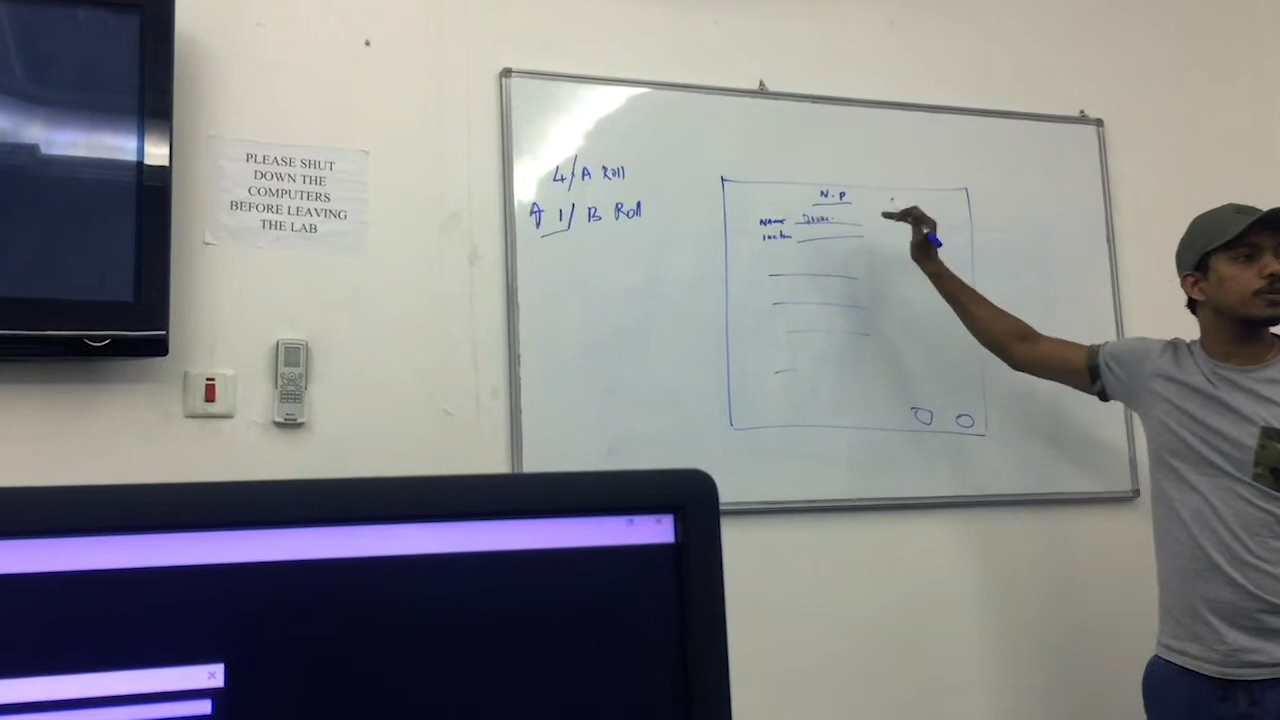 PLEASE SHUT
DOWN THE
COMPUTERS
BEFORE LEAVING
THE LAB
4/ A Roll
1/ B Roll
N.P
NAME